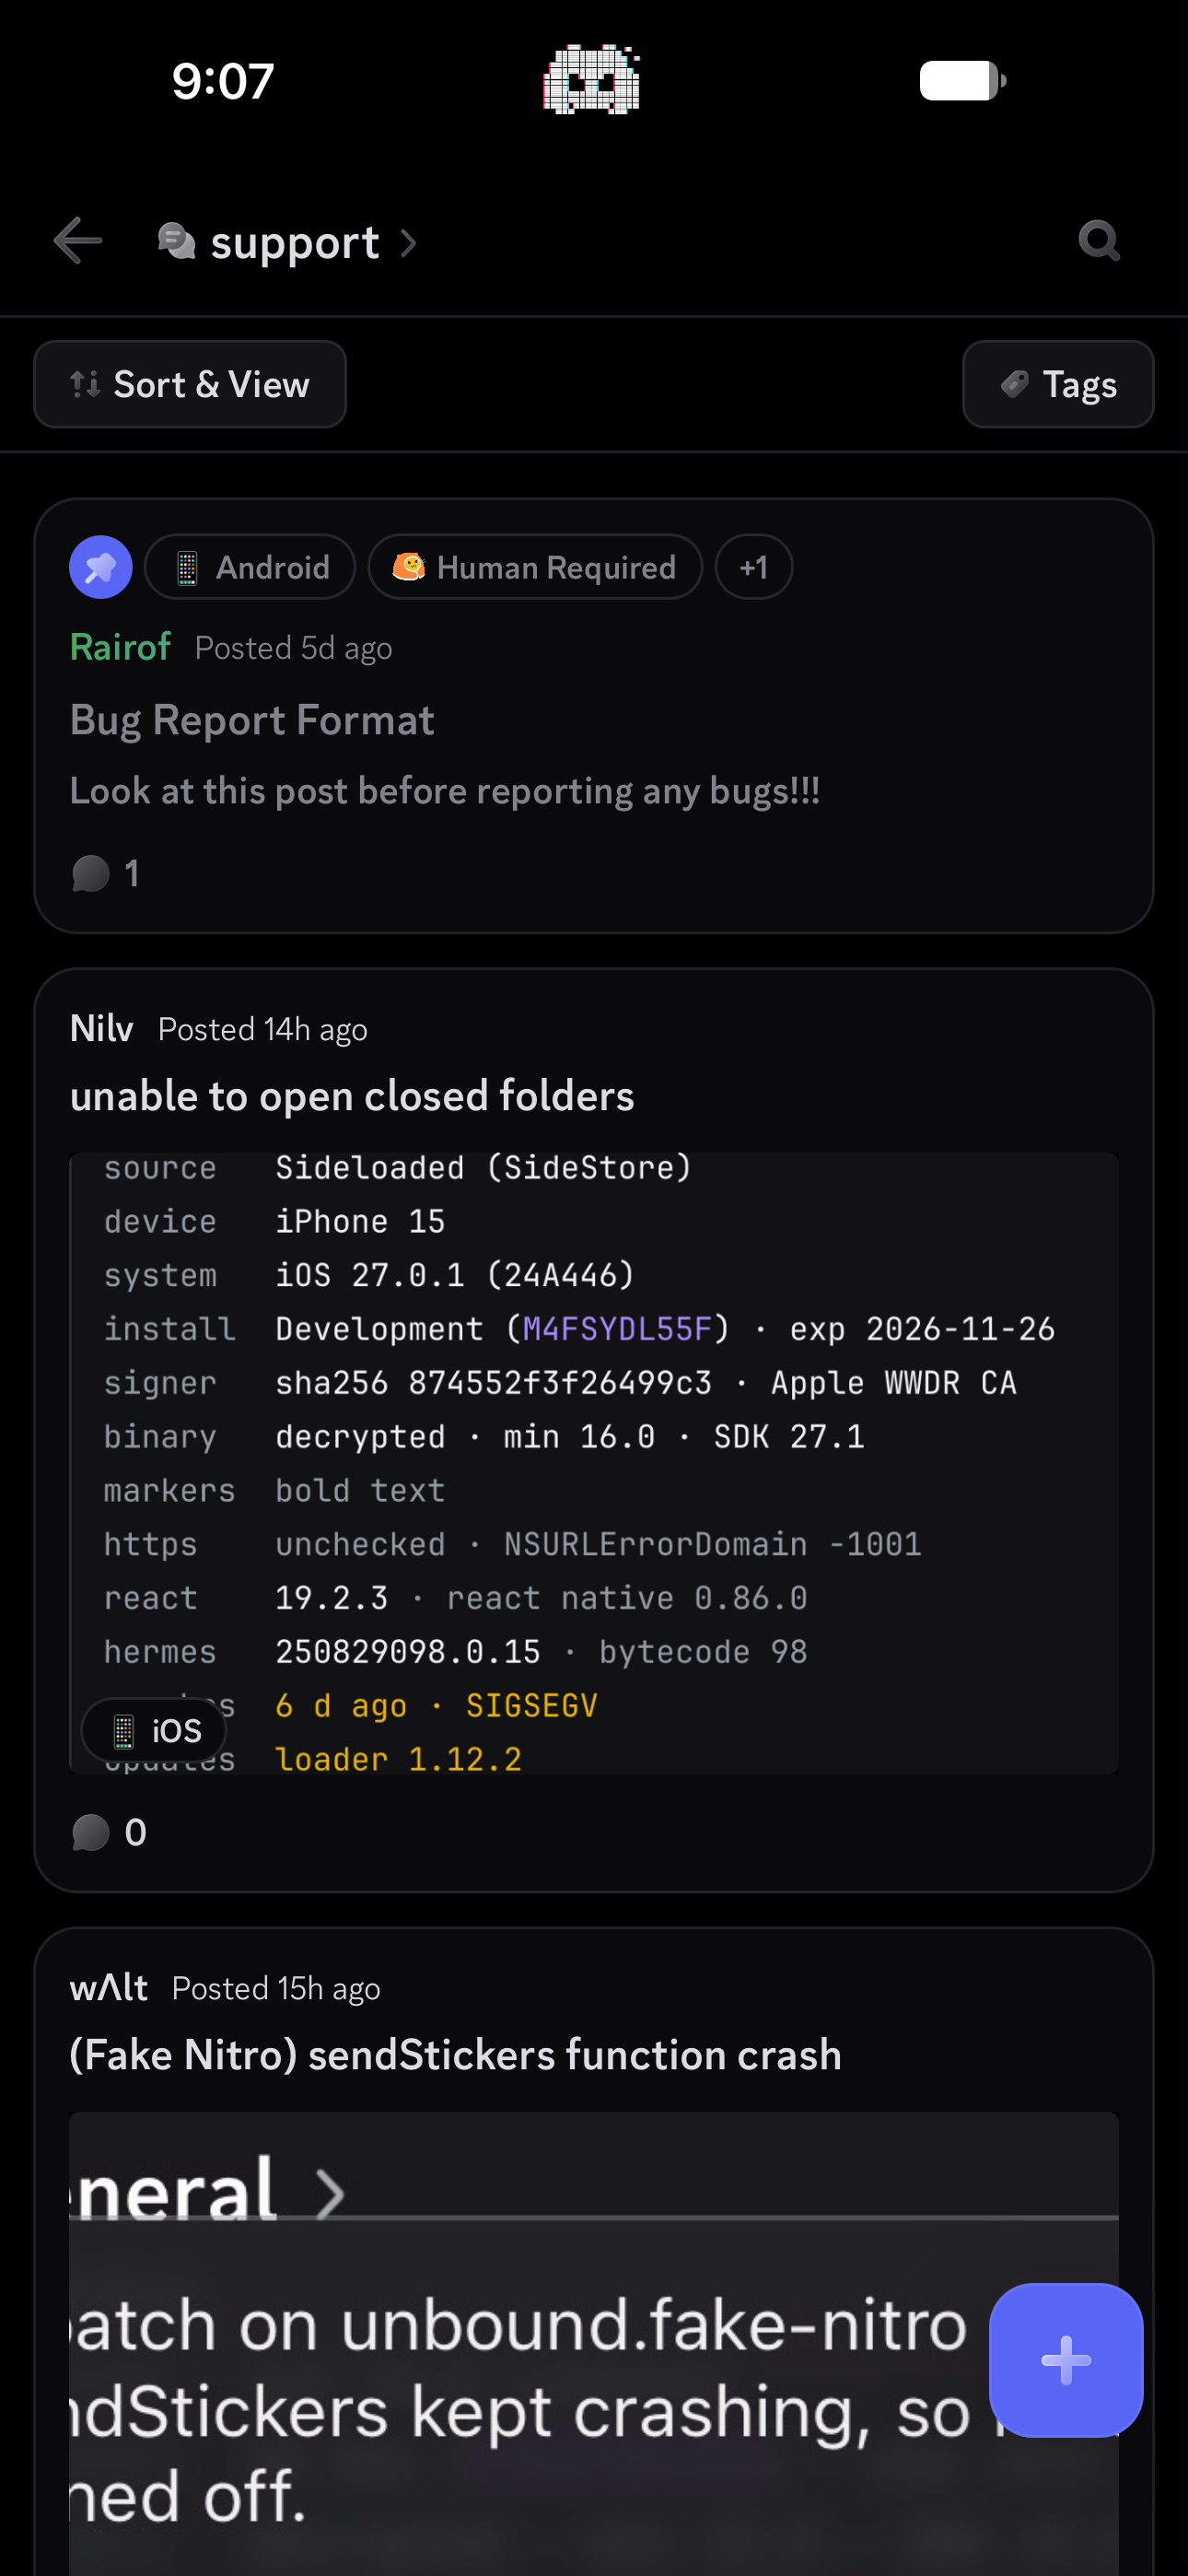 9:07
support
Sort & View
Tags
Android
Human Required
+1
Rairof Posted 5d ago
Bug Report Format
Look at this post before reporting any bugs!!!
1
Nilv Posted 14h ago
unable to open closed folders
source Sideloaded (SideStore)
device iPhone 15
system iOS 27.0.1 (24A446)
install Development (M4FSYDL55F) · exp 2026-11-26
signer sha256 874552f3f26499c3 · Apple WWDR CA
binary decrypted · min 16.0 · SDK 27.1
markers bold text
https unchecked · NSURLErrorDomain -1001
react 19.2.3 · react native 0.86.0
hermes 250829098.0.15 · bytecode 98
6 d ago · SIGSEGV
iOS
updates loader 1.12.2
0
wΛlt Posted 15h ago
(Fake Nitro) sendStickers function crash
neral
atch on unbound.fake-nitro
ndStickers kept crashing, so
ned off.